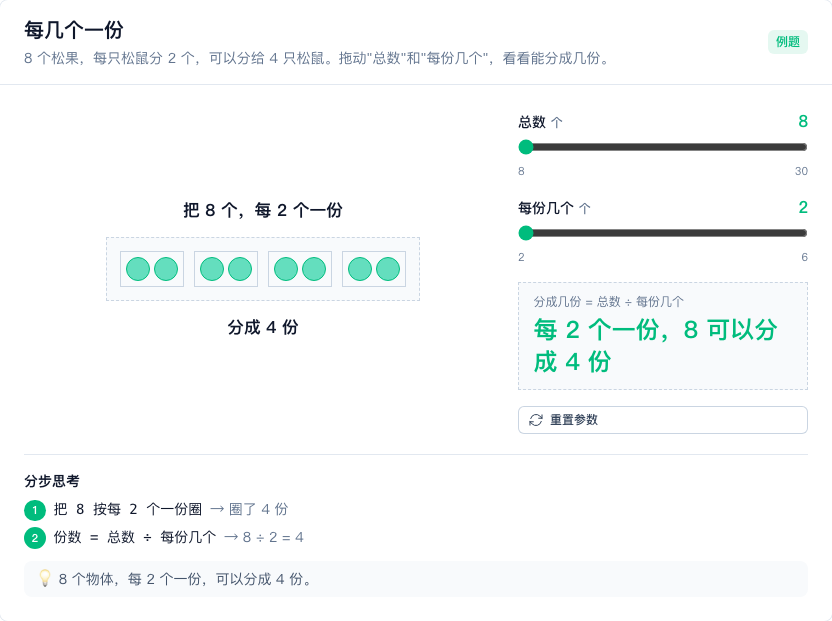 每几个一份
8 个松果，每只松鼠分 2 个，可以分给 4 只松鼠。拖动"总数"和"每份几个"，看看能分成几份。
例题
把 8 个，每 2 个一份
分成 4 份
总数 个
8
8
30
每份几个 个
2
2
6
分成几份 = 总数 ÷ 每份几个
每 2 个一份，8 可以分
成 4 份
重置参数
分步思考
1 把 8 按每 2 个一份圈 → 圈了 4 份
2 份数 = 总数 ÷ 每份几个 → 8 ÷ 2 = 4
8 个物体，每 2 个一份，可以分成 4 份。